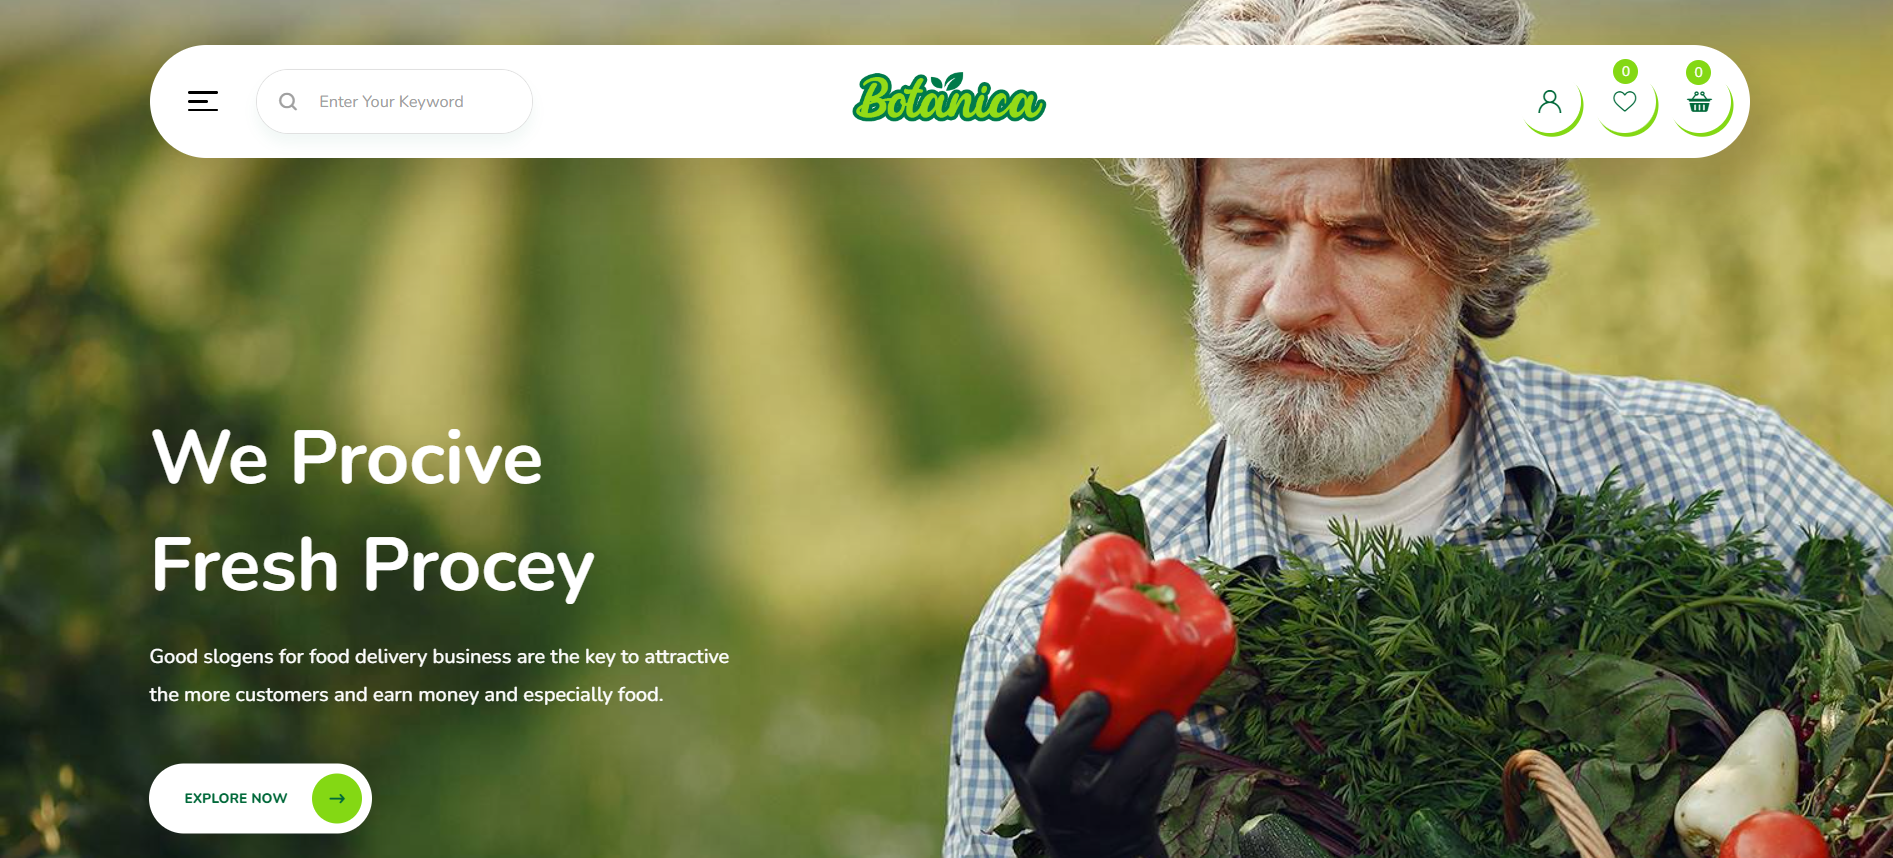 Enter Your Keyword
Botanica
0
0
We Procive
Fresh Procey
Good slogens for food delivery business are the key to attractive
the more customers and earn money and especially food.
EXPLORE NOW